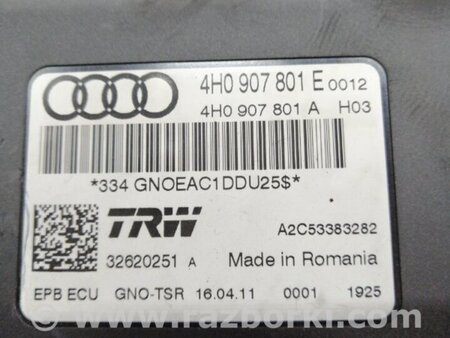 4H0 907 801 E 0012
4H0 907 801 A H03
*334 GNOEAC1DDU25$*
TRW
A2C53383282
32620251 A Made in Romania
EPB ECU GNO-TSR 16.04.11 0001 1925
www.razborki.com